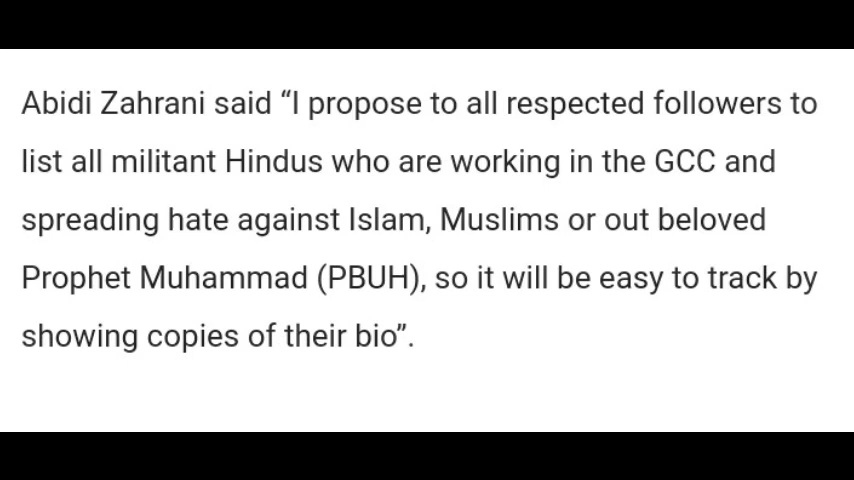 Abidi Zahrani said “I propose to all respected followers to
list all militant Hindus who are working in the GCC and
spreading hate against Islam, Muslims or out beloved
Prophet Muhammad (PBUH), so it will be easy to track by
showing copies of their bio”.